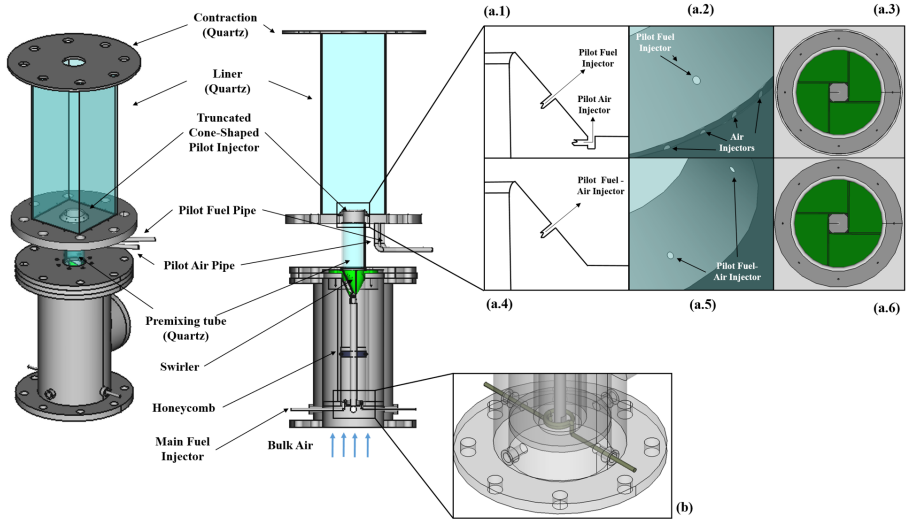 (a.1)
(a.2)
(a.3)
Contraction
(Quartz)
Liner
(Quartz)
Truncated
Cone-Shaped
Pilot Injector
Pilot Fuel Pipe
Pilot Air Pipe
Premixing tube
(Quartz)
Swirler
Honeycomb
Main Fuel
Injector
Bulk Air
Pilot Fuel
Injector
Pilot Air
Injector
Pilot Fuel
Injector
Air
Injectors
Pilot Fuel -
Air Injector
Pilot Fuel-
Air Injector
(a.4)
(a.5)
(a.6)
(b)